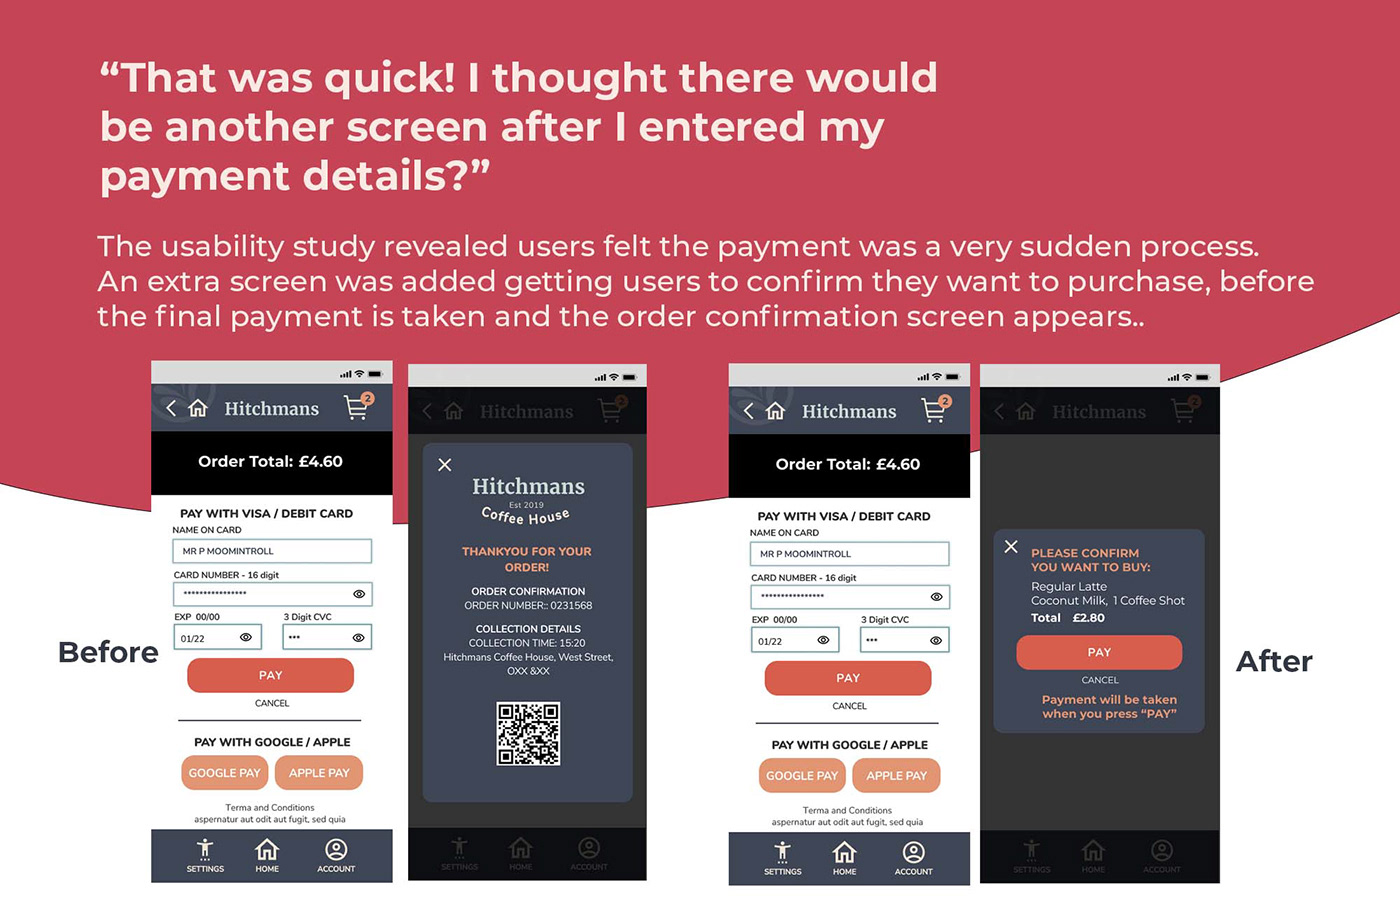 “That was quick! I thought there would
be another screen after I entered my
payment details?”
The usability study revealed users felt the payment was a very sudden process.
An extra screen was added getting users to confirm they want to purchase, before
the final payment is taken and the order confirmation screen appears..
Before
Hitchmans
2
Order Total: £4.60
PAY WITH VISA / DEBIT CARD
NAME ON CARD
MR P MOOMINTROLL
CARD NUMBER - 16 digit
****************
EXP 00/00
3 Digit CVC
01/22
***
PAY
CANCEL
PAY WITH GOOGLE / APPLE
GOOGLE PAY
APPLE PAY
Terma and Conditions
aspernatur aut odit aut fugit, sed quia
SETTINGS
HOME
ACCOUNT
Hitchmans
2
Hitchmans
Est 2019
Coffee House
THANKYOU FOR YOUR
ORDER!
ORDER CONFIRMATION
ORDER NUMBER:: 0231568
COLLECTION DETAILS
COLLECTION TIME: 15:20
Hitchmans Coffee House, West Street,
OXX &XX
SETTINGS
HOME
ACCOUNT
Hitchmans
2
Order Total: £4.60
PAY WITH VISA / DEBIT CARD
NAME ON CARD
MR P MOOMINTROLL
CARD NUMBER - 16 digit
****************
EXP 00/00
3 Digit CVC
01/22
***
PAY
CANCEL
PAY WITH GOOGLE / APPLE
GOOGLE PAY
APPLE PAY
Terma and Conditions
aspernatur aut odit aut fugit, sed quia
SETTINGS
HOME
ACCOUNT
Hitchmans
2
PLEASE CONFIRM
YOU WANT TO BUY:
Regular Latte
Coconut Milk, 1 Coffee Shot
Total £2.80
PAY
CANCEL
Payment will be taken
when you press “PAY”
SETTINGS
HOME
ACCOUNT
After